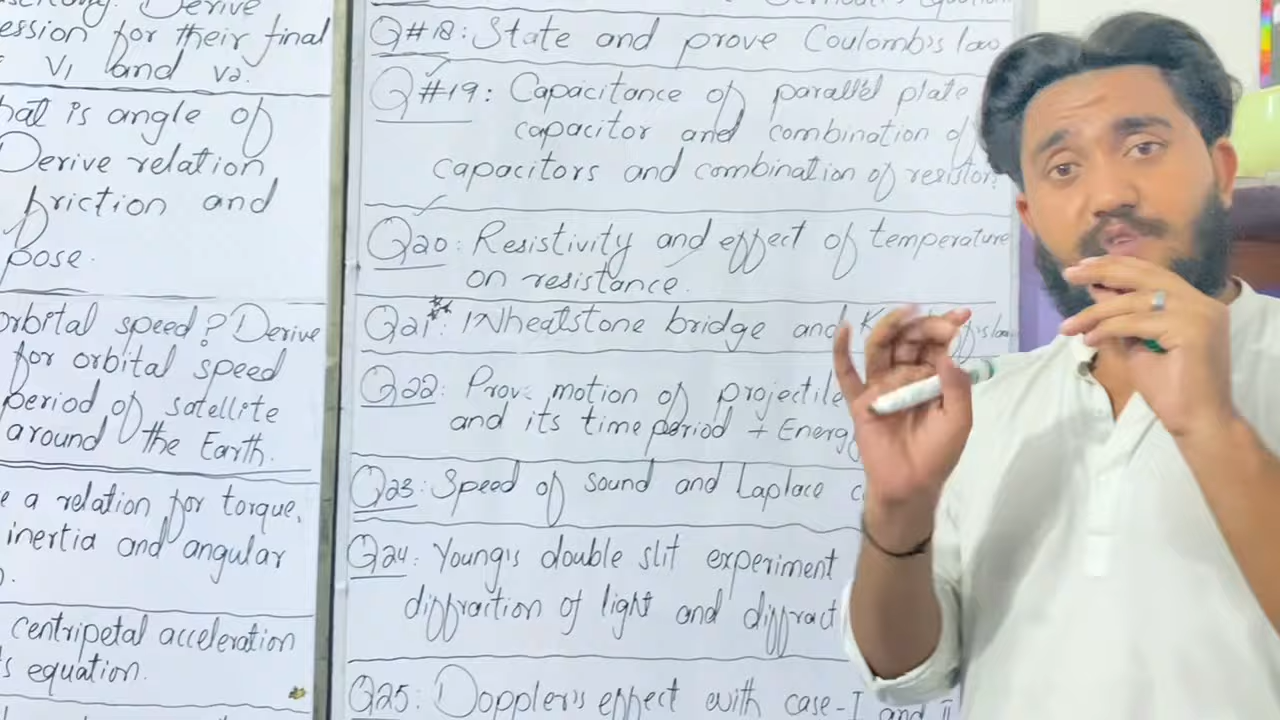 Derive
ession for their final
V1 and V2.
hat is angle of
Derive relation
friction and
pose.
orbital speed? Derive
for orbital speed
period of satellite
around the Earth.
e a relation for torque,
inertia and angular
centripetal acceleration
's equation.
Q#18: State and prove Coulomb's law
Q#19: Capacitance of parallel plate
capacitor and combination of
capacitors and combination of resistor.
Q20: Resistivity and effect of temperature
on resistance.
Q21: Wheatstone bridge and
Q22: Prove motion of projectile
and its time period + Energy
Q23: Speed of sound and Laplace c
Q24: Young's double slit experiment
diffraction of light and diffract
Q25: Doppler's effect with case-I and II